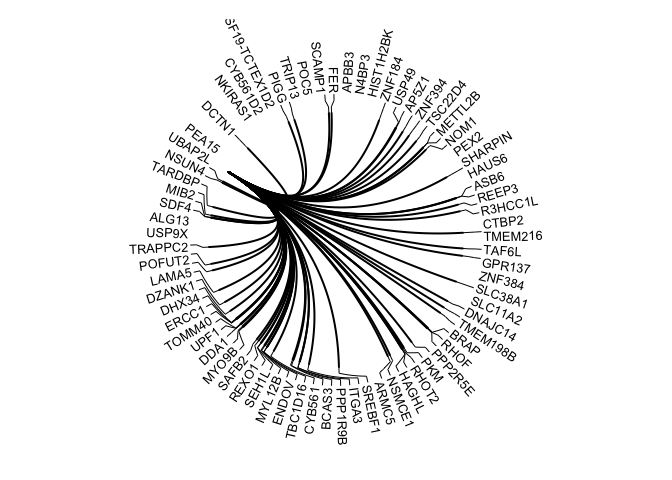 SF19-TCTEX1D2
CYB561D2
NKIRAS1
PIGG
TRIP13
POC5
SCAMP1
FER
APBB3
N4BP3
HIST1H2BK
ZNF184
USP49
AP5Z1
ZNF394
TSC22D4
METTL2B
NOM1
PEX2
SHARPIN
HAUS6
ASB6
REEP3
R3HCC1L
CTBP2
TMEM216
TAF6L
GPR137
ZNF384
SLC38A1
SLC11A2
DNAJC14
TMEM198B
BRAP
RHOF
PPP2R5E
PKM
RHOT2
HAGHL
NSMCE1
ARMC5
SREBF1
ITGA3
PPP1R9B
BCAS3
CYB561
TBC1D16
ENDOV
MYL12B
SEH1L
REXO1
SAFB2
MYO9B
DDA1
UPF1
TOMM40
ERCC1
DHX34
DZANK1
LAMA5
POFUT2
TRAPPC2
USP9X
ALG13
SDF4
MIB2
TARDBP
NSUN4
UBAP2L
PEA15
DCTN1